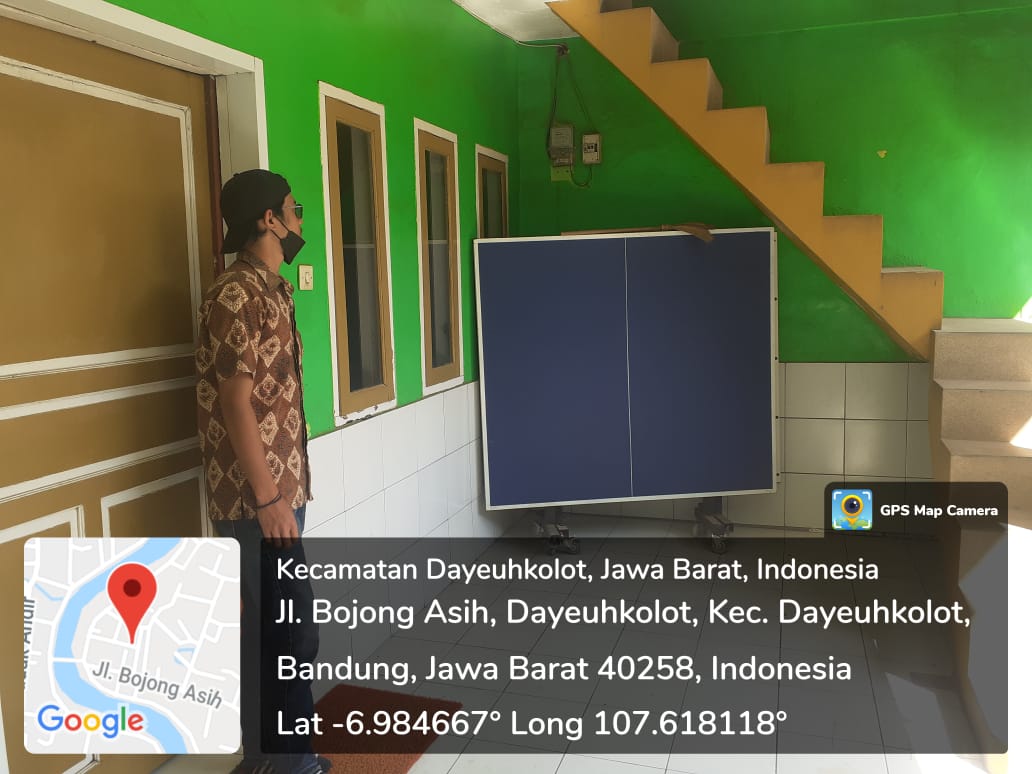 GPS Map Camera
Kecamatan Dayeuhkolot, Jawa Barat, Indonesia
Jl. Bojong Asih, Dayeuhkolot, Kec. Dayeuhkolot,
Bandung, Jawa Barat 40258, Indonesia
Lat -6.984667° Long 107.618118°
Jl. Bojong Asih
Google